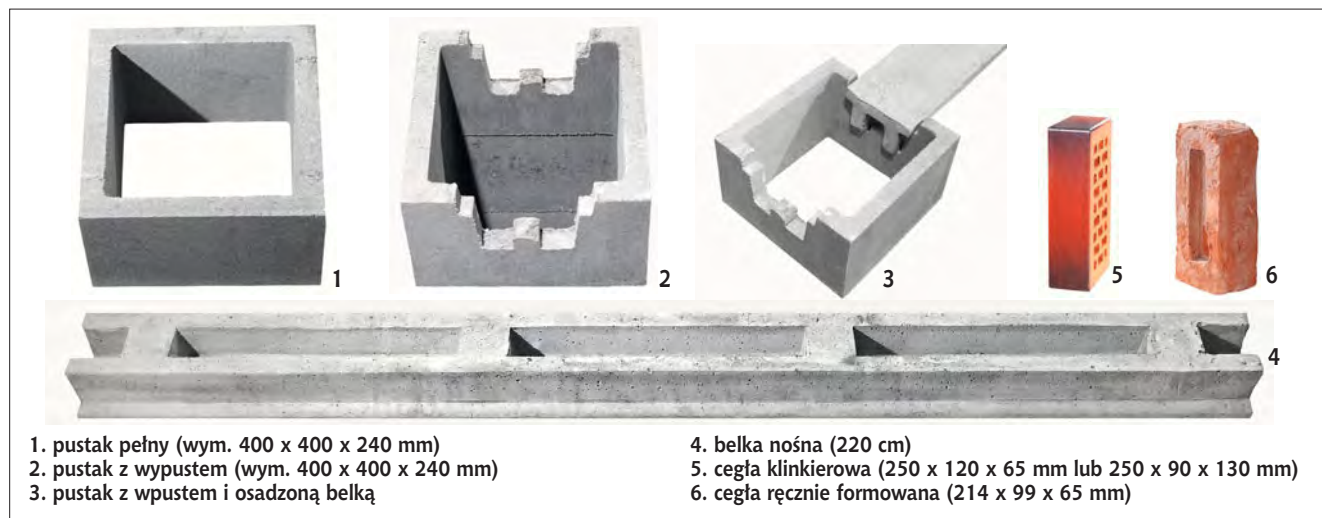 1
2
3
5
6
4
1. pustak pełny (wym. 400 x 400 x 240 mm)
2. pustak z wypustem (wym. 400 x 400 x 240 mm)
3. pustak z wpustem i osadzoną belką
4. belka nośna (220 cm)
5. cegła klinkierowa (250 x 120 x 65 mm lub 250 x 90 x 130 mm)
6. cegła ręcznie formowana (214 x 99 x 65 mm)